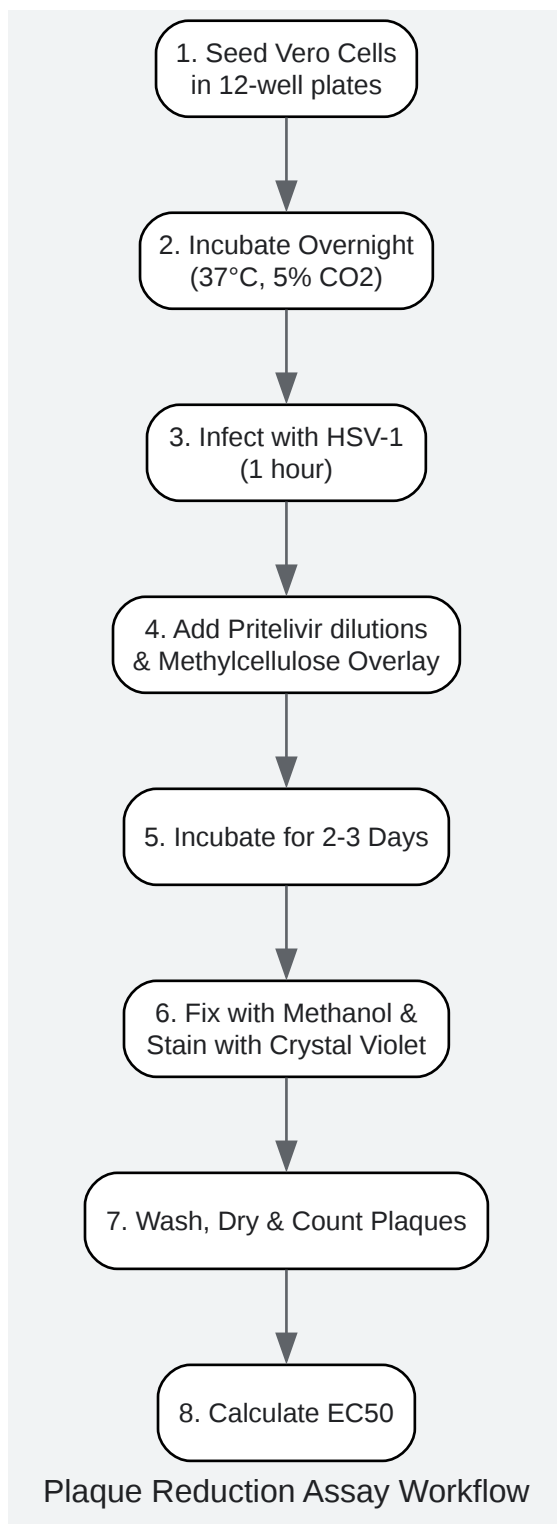 1. Seed Vero Cells
in 12-well plates
2. Incubate Overnight
(37°C, 5% CO2)
3. Infect with HSV-1
(1 hour)
4. Add Pritelivir dilutions
& Methylcellulose Overlay
5. Incubate for 2-3 Days
6. Fix with Methanol &
Stain with Crystal Violet
7. Wash, Dry & Count Plaques
8. Calculate EC50
Plaque Reduction Assay Workflow